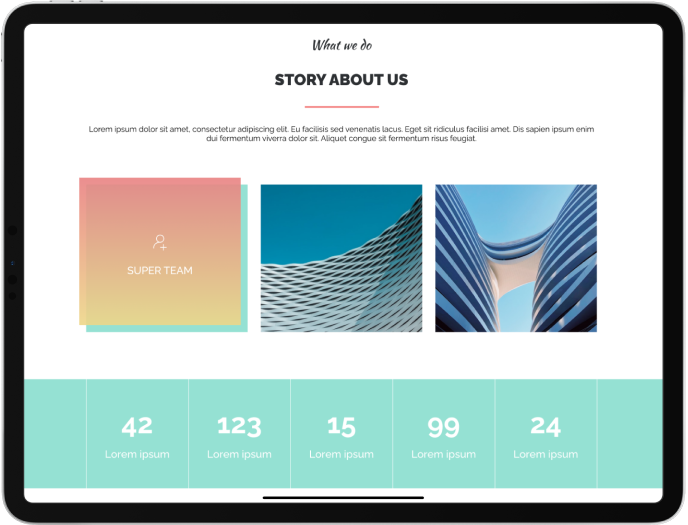 What we do
STORY ABOUT US
Lorem ipsum dolor sit amet, consectetur adipiscing elit. Eu facilisis sed venenatis lacus. Eget sit ridiculus facilisi amet. Dis sapien ipsum enim
dui fermentum viverra dolor sit. Aliquet congue sit fermentum risus feugiat.
SUPER TEAM
42 123 15 99 24
Lorem ipsum Lorem ipsum Lorem ipsum Lorem ipsum Lorem ipsum